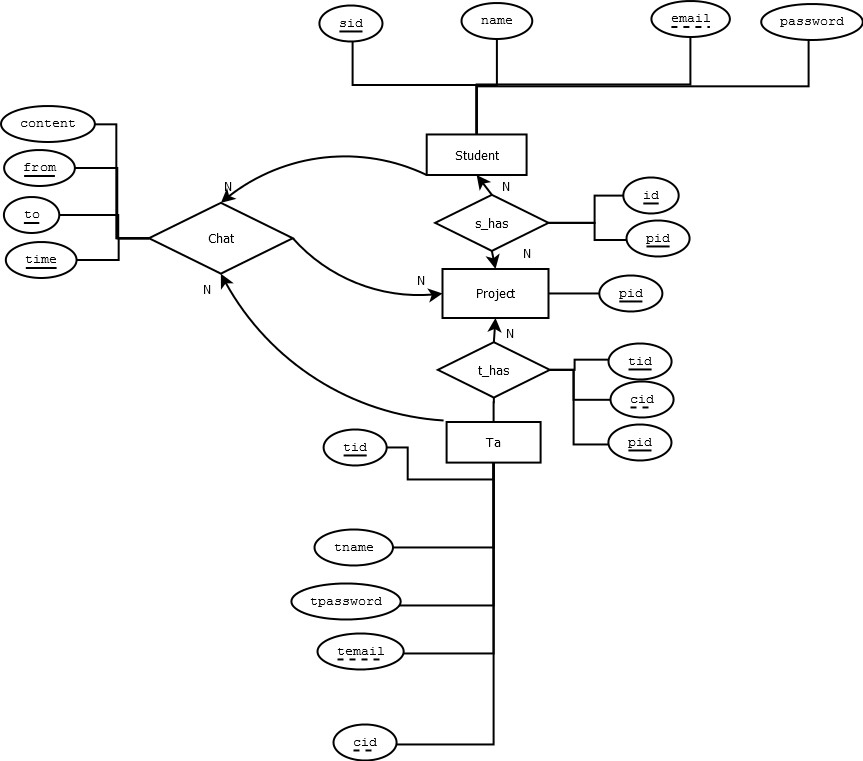 sid
name
email
password
content
from
to
time
Student
N
N
s_has
id
pid
Chat
N
N
N
Project
pid
N
t_has
tid
cid
pid
Ta
tid
tname
tpassword
temail
cid